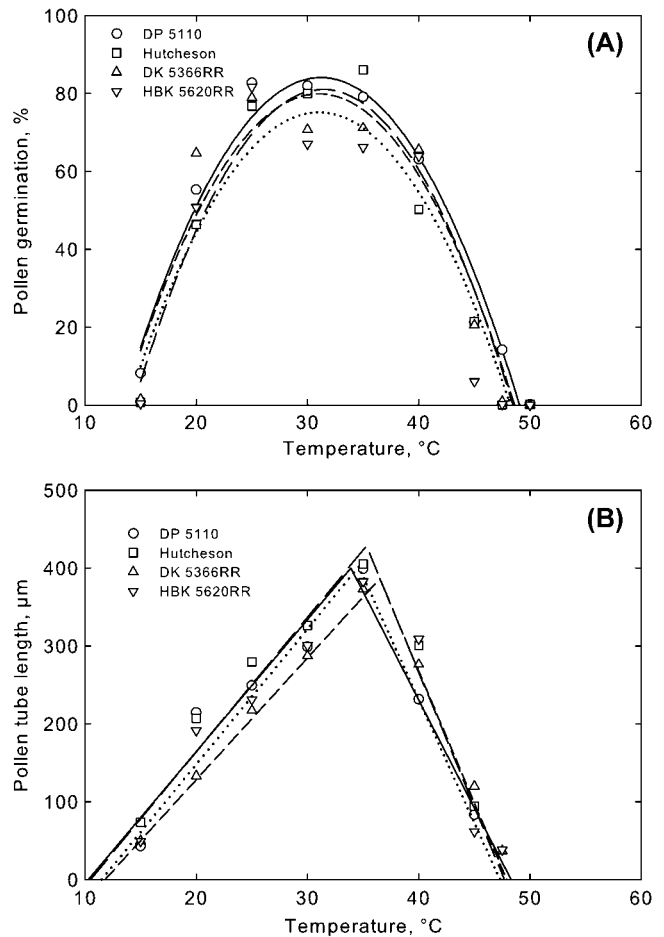 (A)
DP 5110
Hutcheson
DK 5366RR
HBK 5620RR
Pollen germination, %
100
80
60
40
20
0
10 20 30 40 50 60
Temperature, °C
(B)
DP 5110
Hutcheson
DK 5366RR
HBK 5620RR
Pollen tube length, µm
500
400
300
200
100
0
10 20 30 40 50 60
Temperature, °C